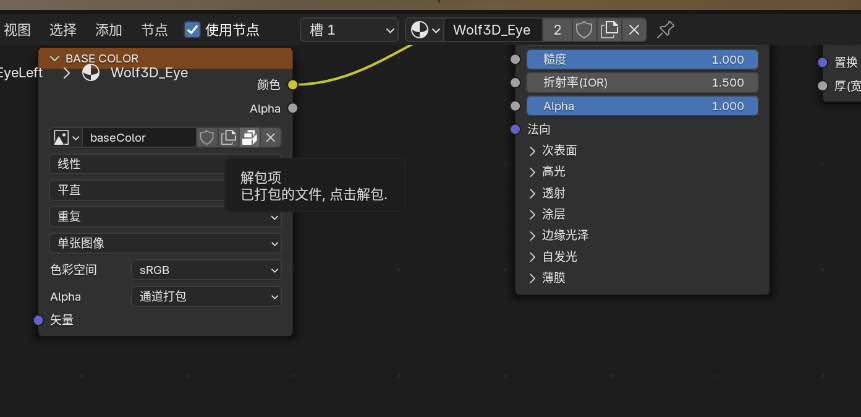 视图 选择 添加 节点 使用节点 槽 1 Wolf3D_Eye 2
BASE COLOR
EyeLeft Wolf3D_Eye
颜色
Alpha
baseColor
线性
平直
重复
单张图像
色彩空间 sRGB
Alpha 通道打包
矢量
解包项
已打包的文件, 点击解包.
糙度 1.000
折射率(IOR) 1.500
Alpha 1.000
法向
次表面
高光
透射
涂层
边缘光泽
自发光
薄膜
置换
厚(宽